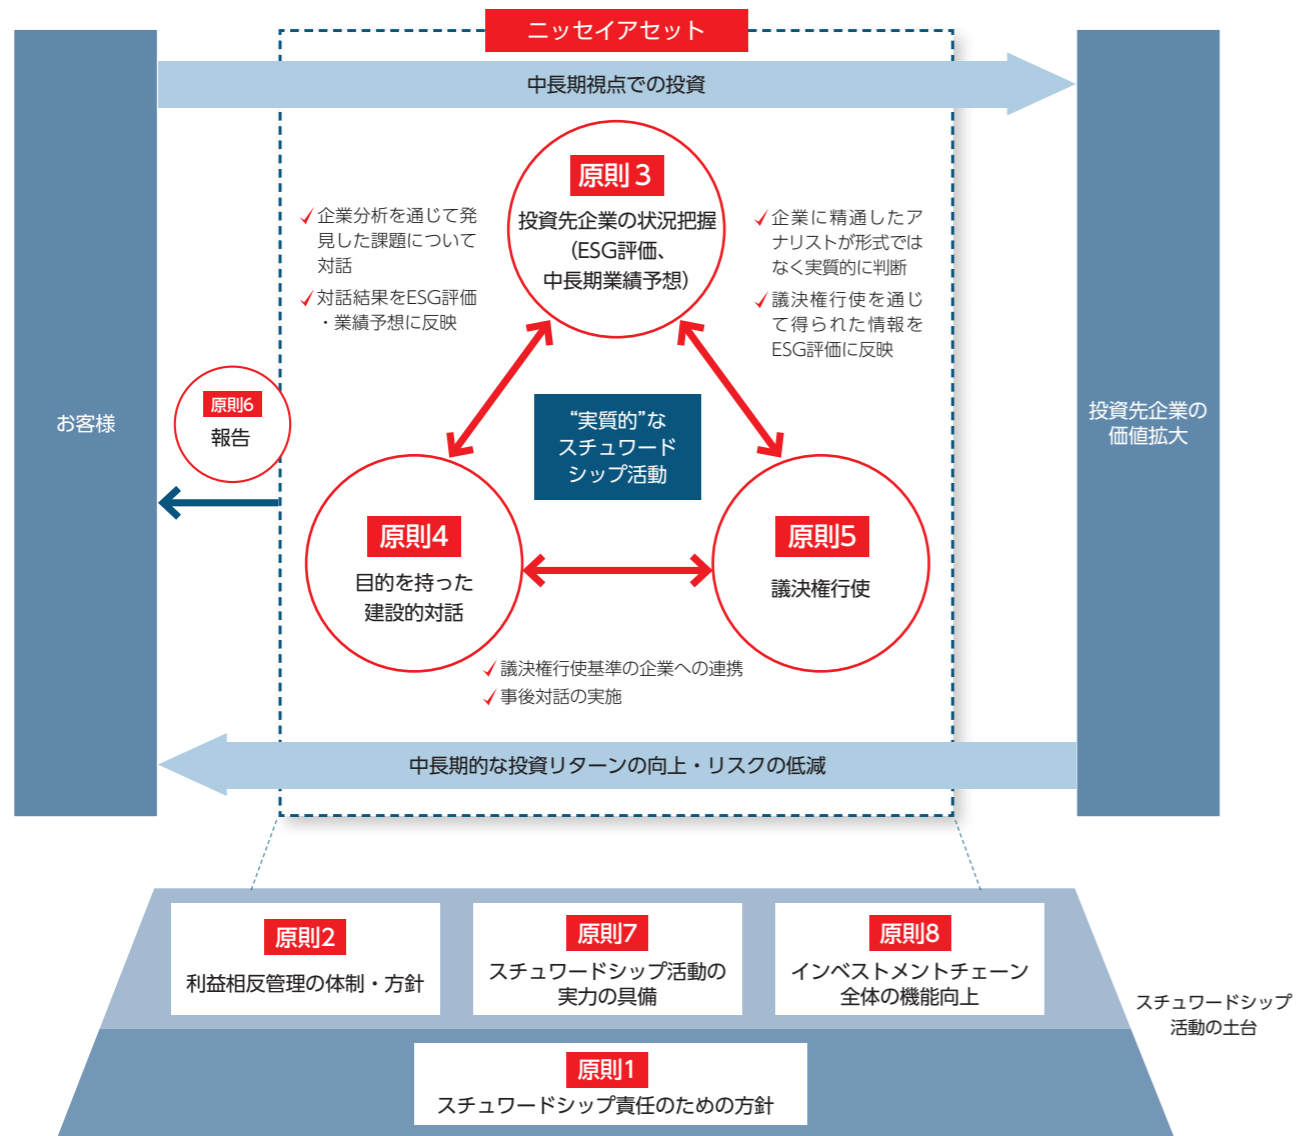 ニッセイアセット
中長期視点での投資
原則3
投資先企業の状況把握
（ESG評価、
中長期業績予想）
企業分析を通じて発
見した課題について
対話
対話結果をESG評価
・業績予想に反映
企業に精通したア
ナリストが形式では
なく実質的に判断
議決権行使を通じ
て得られた情報を
ESG評価に反映
お客様
原則6
報告
“実質的”な
スチュワード
シップ活動
投資先企業の
価値拡大
原則4
目的を持った
建設的対話
原則5
議決権行使
議決権行使基準の企業への連携
事後対話の実施
中長期的な投資リターンの向上・リスクの低減
原則2
利益相反管理の体制・方針
原則7
スチュワードシップ活動の
実力の具備
原則8
インベストメントチェーン
全体の機能向上
スチュワードシップ
活動の土台
原則1
スチュワードシップ責任のための方針